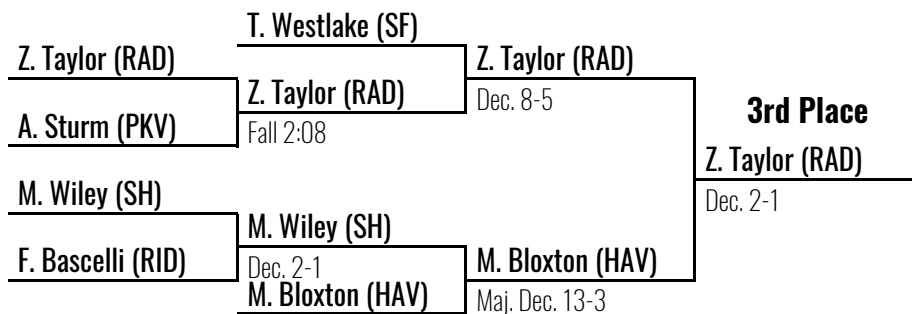 T. Westlake (SF)
Z. Taylor (RAD)
Z. Taylor (RAD)
Z. Taylor (RAD)
Dec. 8-5
3rd Place
A. Sturm (PKV)
Fall 2:08
Z. Taylor (RAD)
Dec. 2-1
M. Wiley (SH)
M. Wiley (SH)
F. Bascelli (RID)
Dec. 2-1
M. Bloxton (HAV)
M. Bloxton (HAV)
Maj. Dec. 13-3